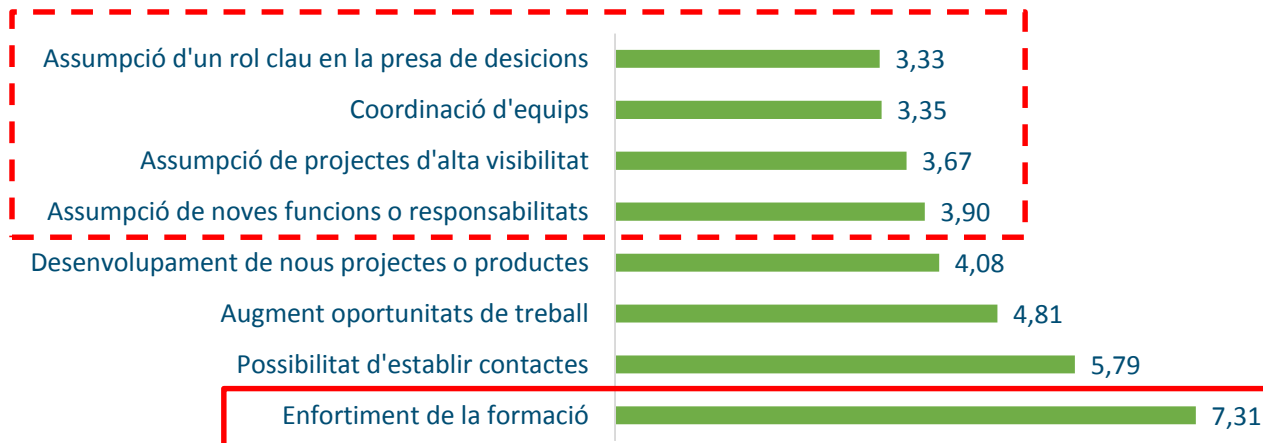 Assumpció d'un rol clau en la presa de desicions 3,33
Coordinació d'equips 3,35
Assumpció de projectes d'alta visibilitat 3,67
Assumpció de noves funcions o responsabilitats 3,90
Desenvolupament de nous projectes o productes 4,08
Augment oportunitats de treball 4,81
Possibilitat d'establir contactes 5,79
Enfortiment de la formació 7,31